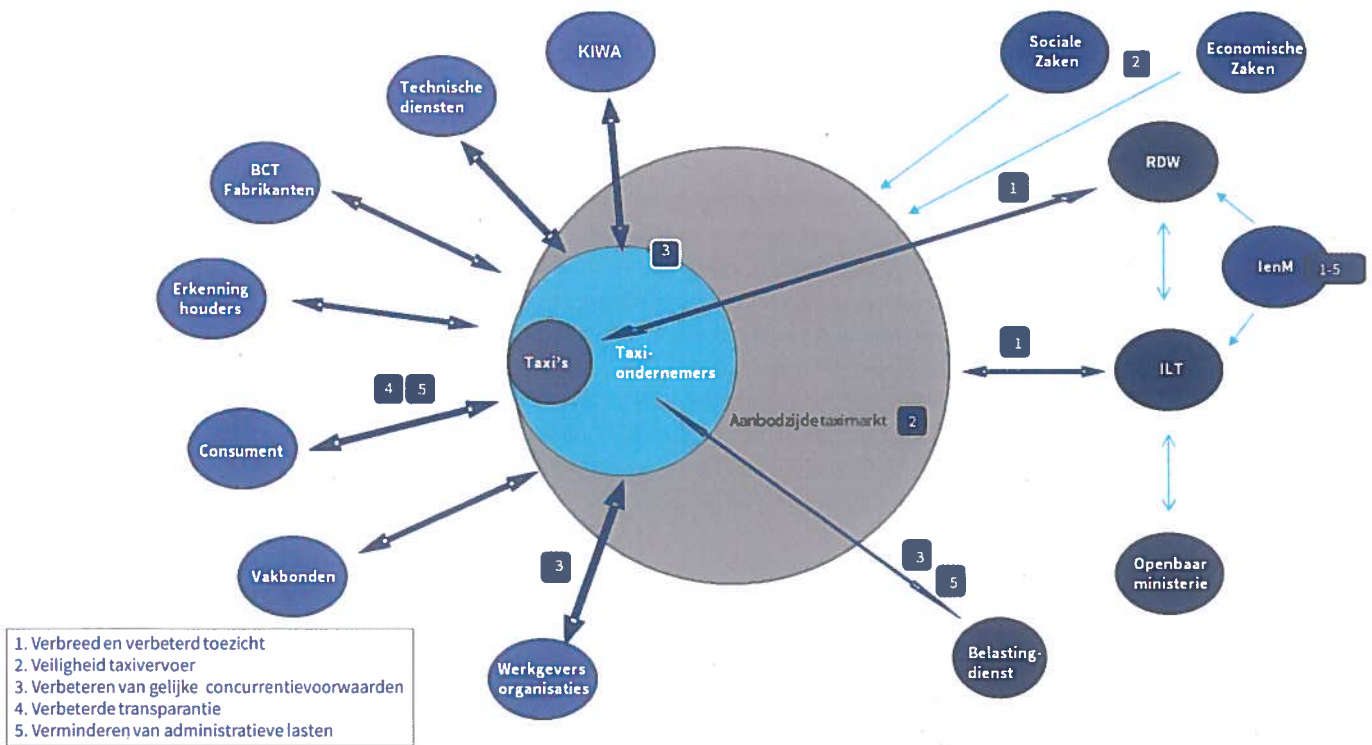 KIWA
Sociale
Zaken
2
Economische
Zaken
Technische
diensten
RDW
BCT
Fabrikanten
1
3
IenM
1-5
Erkenning
houders
Taxi's
Taxi-
ondernemers
1
ILT
4
5
Aanbodzijde taximarkt
2
Consument
3
3
5
Openbaar
ministerie
Vakbonden
Werkgevers
organisaties
Belasting-
dienst
1. Verbreed en verbeterd toezicht
2. Veiligheid taxivervoer
3. Verbeteren van gelijke concurrentievoorwaarden
4. Verbeterde transparantie
5. Verminderen van administratieve lasten